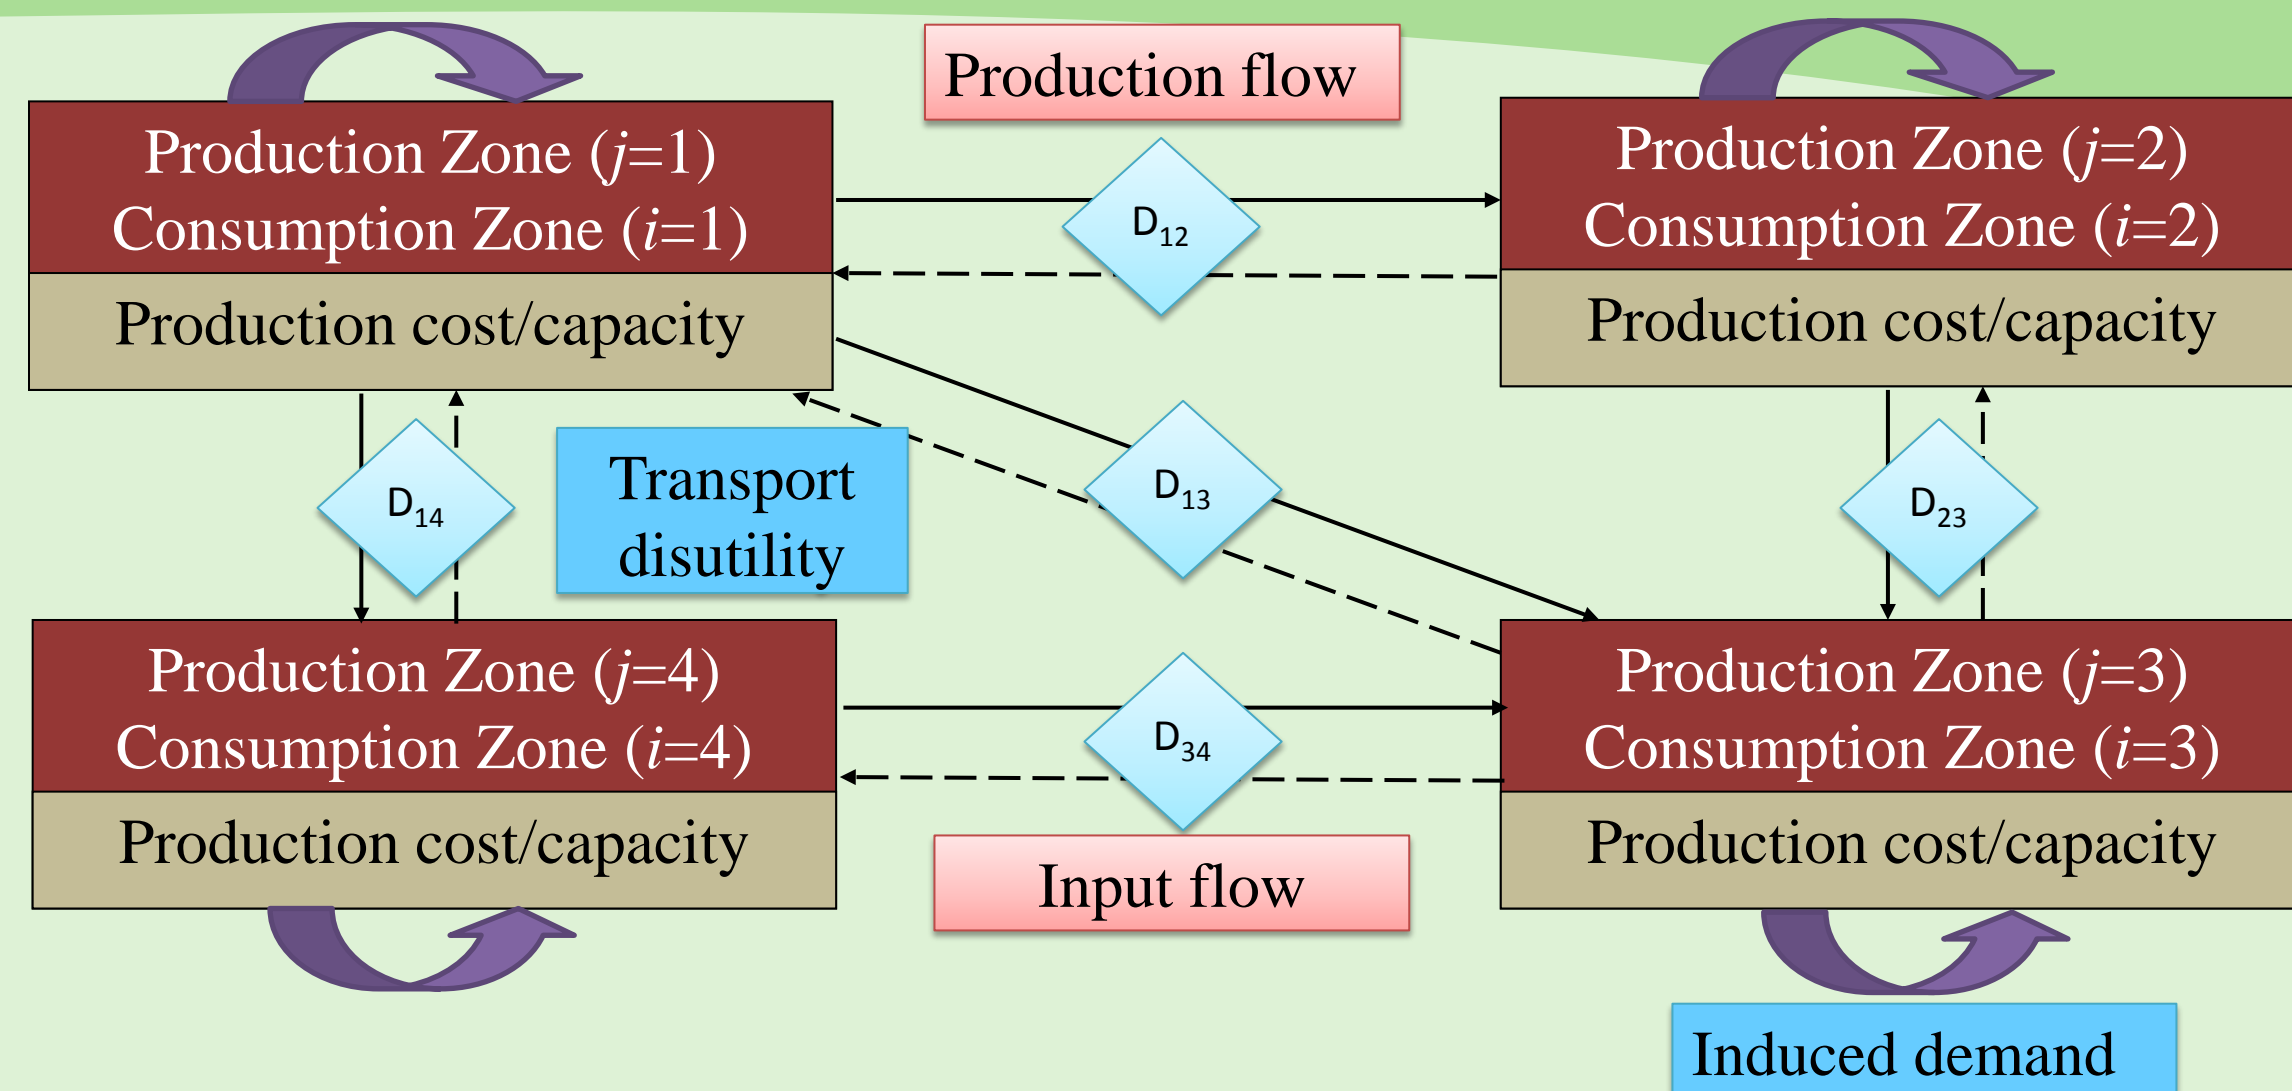 Production flow
Production Zone (j=1)
Consumption Zone (i=1)
Production cost/capacity
D12
Production Zone (j=2)
Consumption Zone (i=2)
Production cost/capacity
D14
Transport
disutility
D13
D23
Production Zone (j=4)
Consumption Zone (i=4)
Production cost/capacity
D34
Production Zone (j=3)
Consumption Zone (i=3)
Production cost/capacity
Input flow
Induced demand